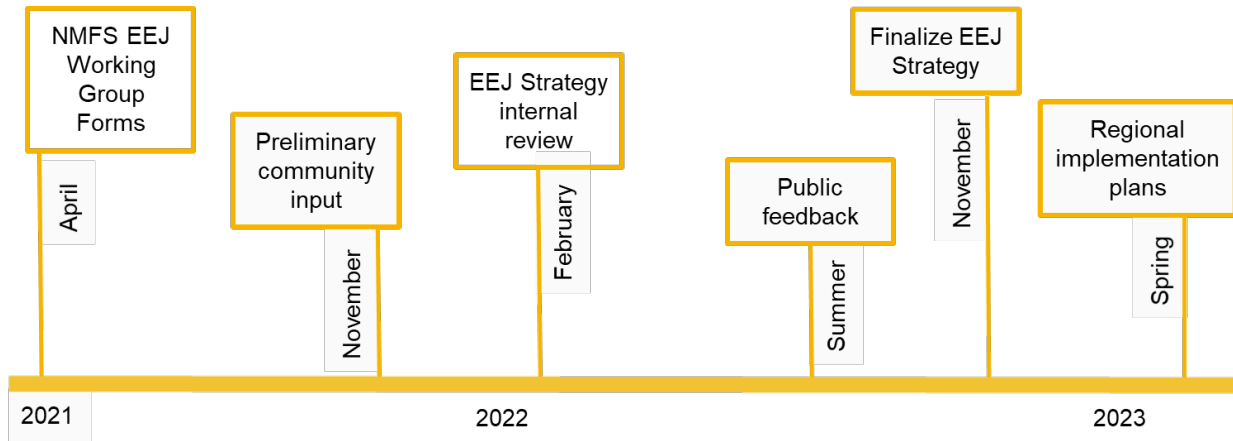 NMFS EEJ
Working
Group
Forms
April
Preliminary
community
input
November
EEJ Strategy
internal
review
February
Public
feedback
Summer
Finalize EEJ
Strategy
November
Regional
implementation
plans
Spring
2021
2022
2023